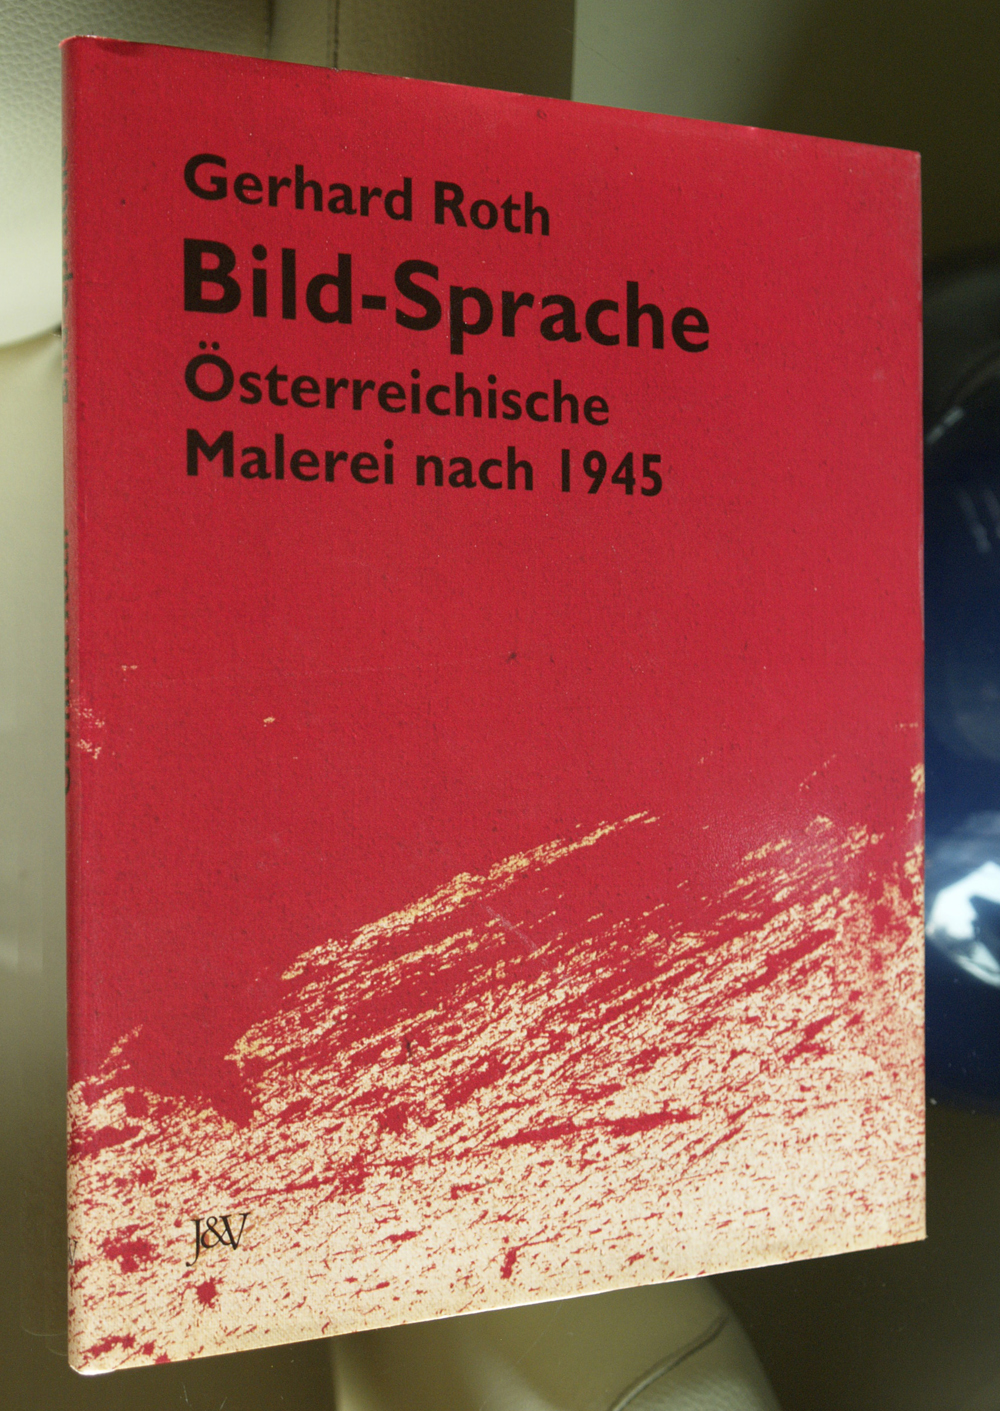 Gerhard Roth
Bild-Sprache
Österreichische
Malerei nach 1945
J&V